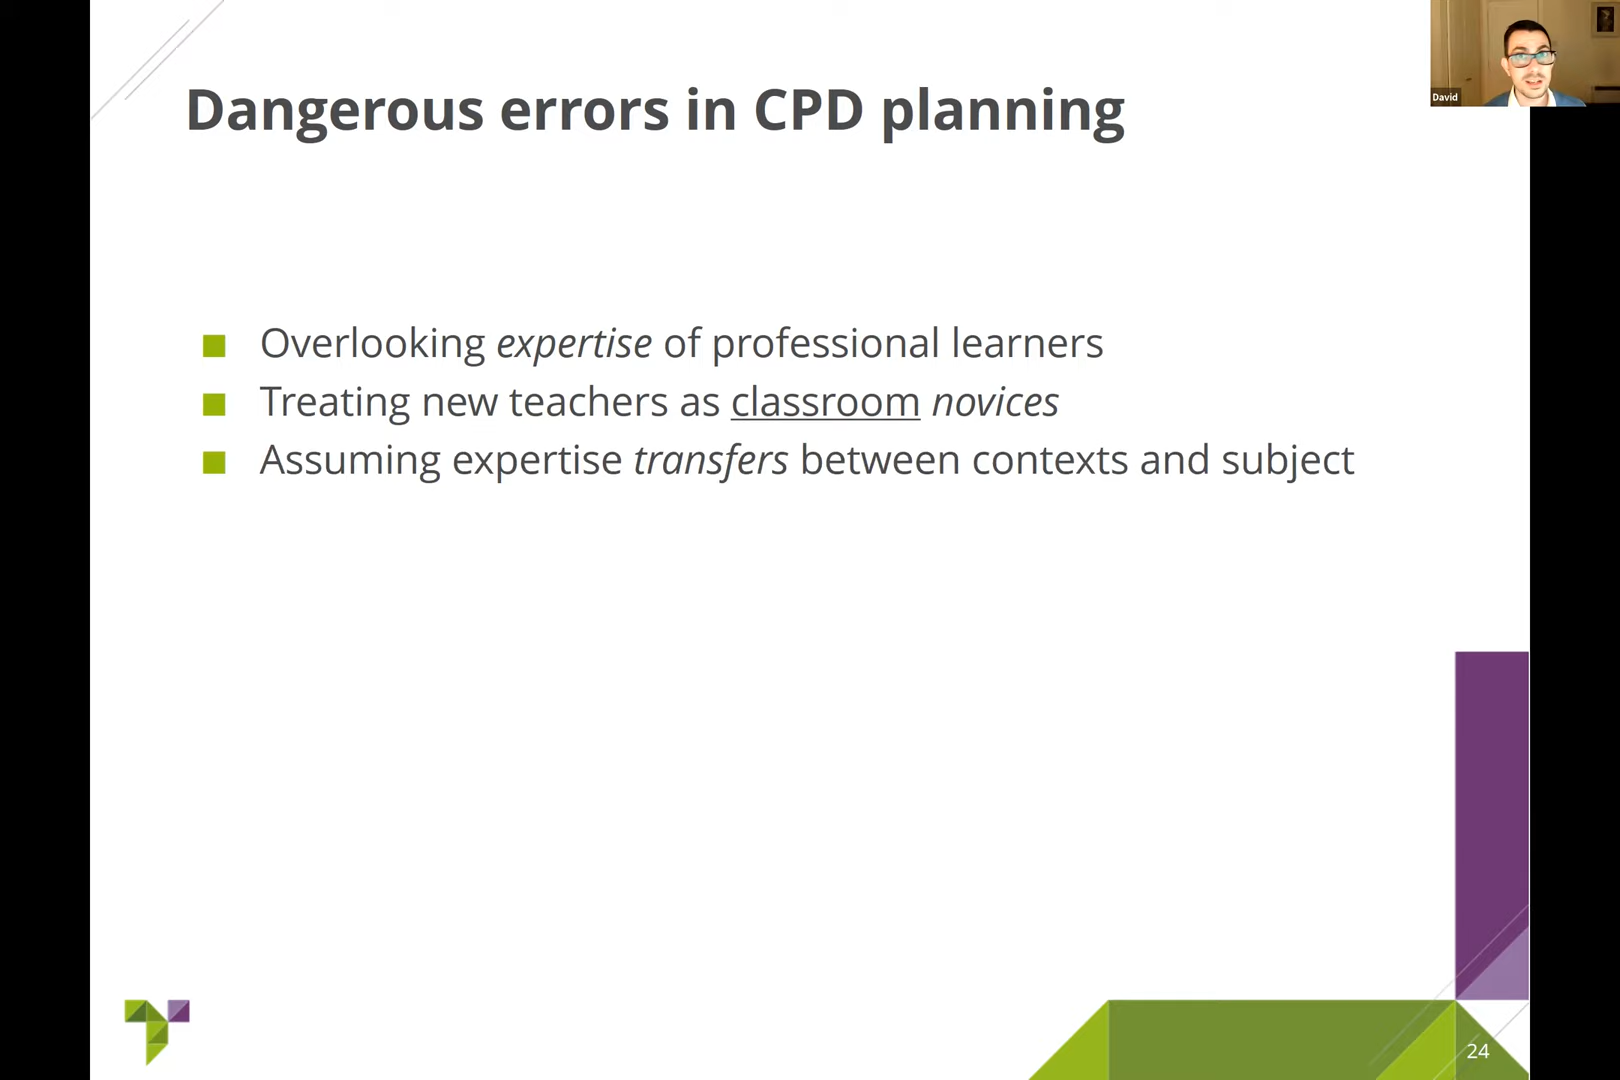 David
Dangerous errors in CPD planning
Overlooking expertise of professional learners
Treating new teachers as classroom novices
Assuming expertise transfers between contexts and subject
24